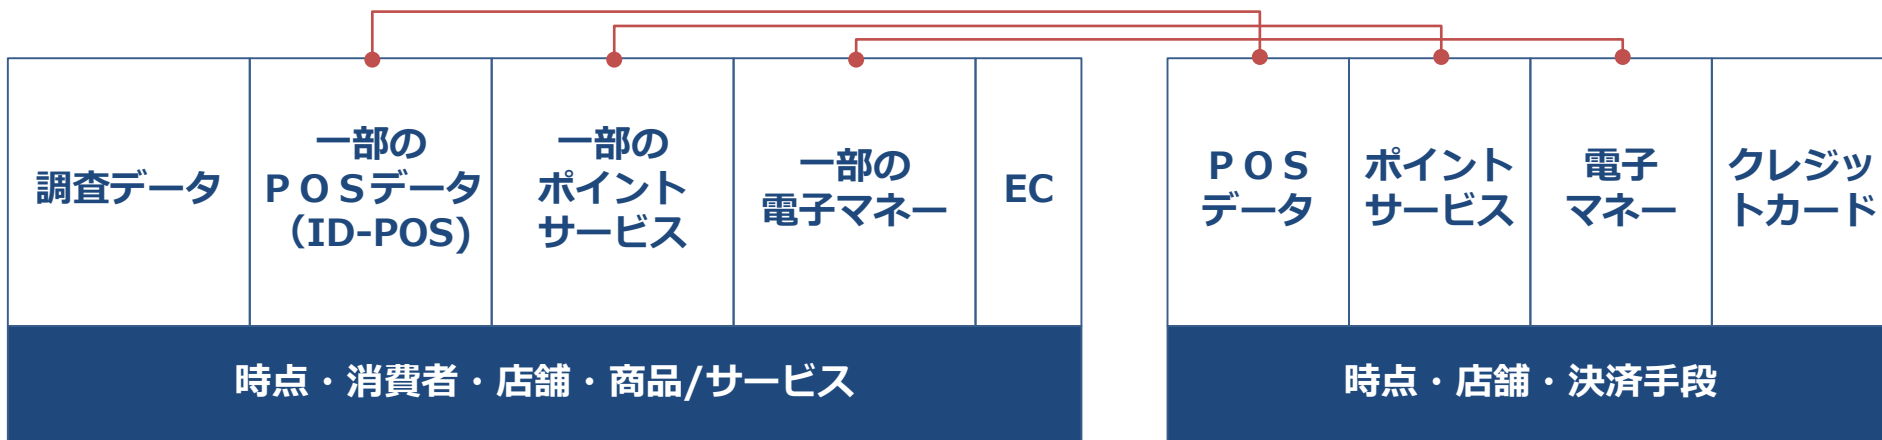 調査データ
一部の
ＰＯＳデータ
（ID-POS)
一部の
ポイント
サービス
一部の
電子マネー
EC
時点・消費者・店舗・商品/サービス
ＰＯＳ
データ
ポイント
サービス
電子
マネー
クレジッ
トカード
時点・店舗・決済手段